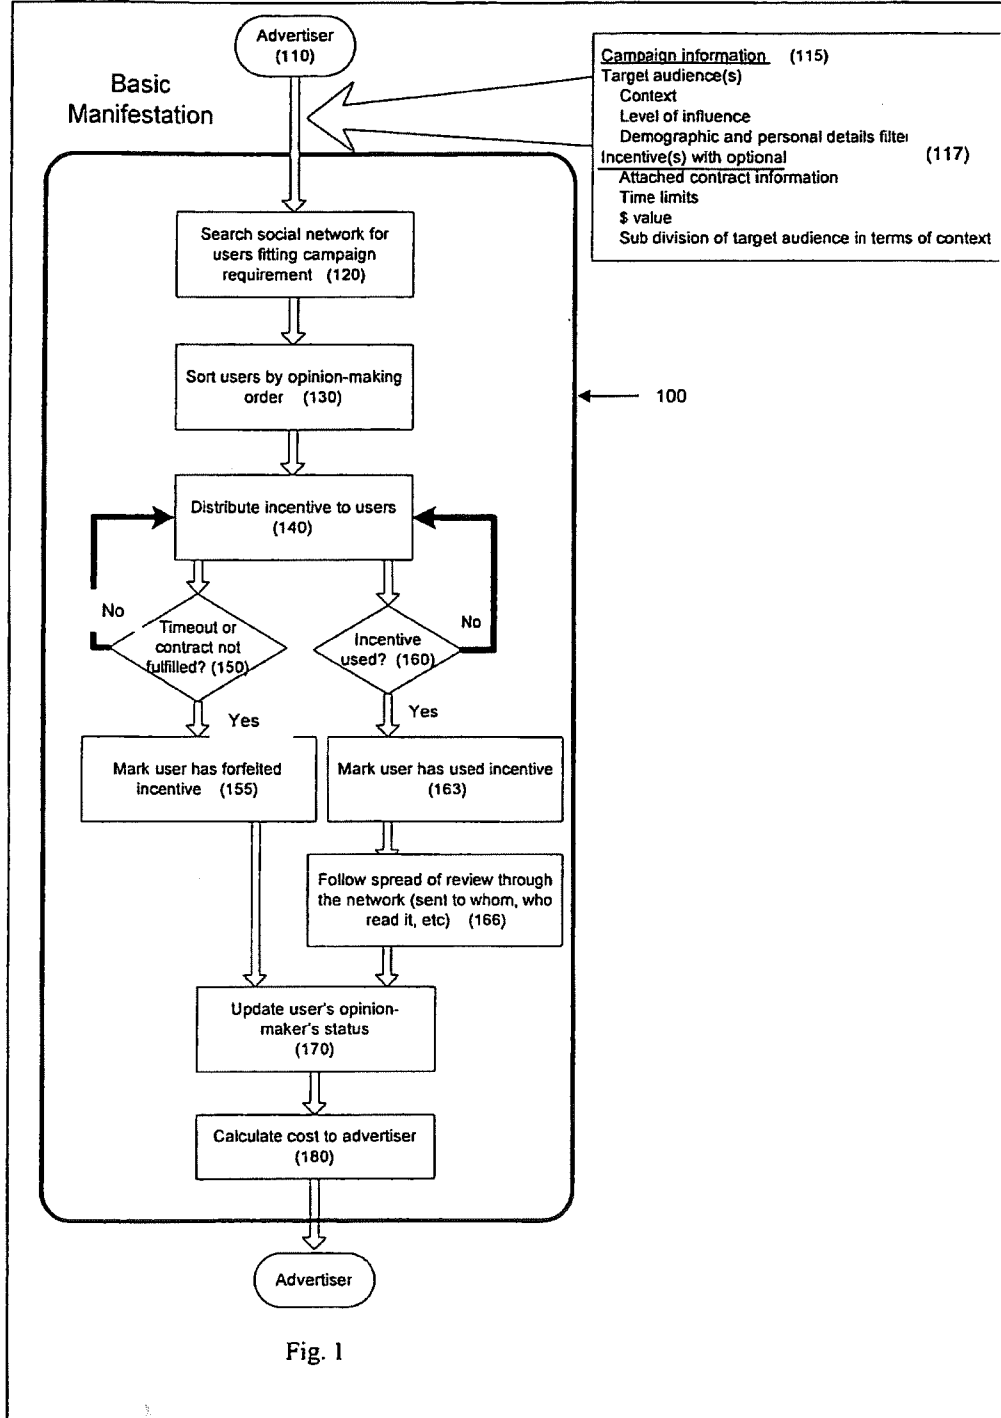 Advertiser
(110)
Basic
Manifestation
Campaign information (115)
Target audience(s)
Context
Level of influence
Demographic and personal details filter
Incentive(s) with optional (117)
Attached contract information
Time limits
$ value
Sub division of target audience in terms of context
Search social network for
users fitting campaign
requirement (120)
Sort users by opinion-making
order (130)
100
Distribute incentive to users
(140)
No
Timeout or
contract not
fulfilled? (150)
Incentive
used? (160)
No
Yes
Yes
Mark user has forfeited
incentive (155)
Mark user has used incentive
(163)
Follow spread of review through
the network (sent to whom, who
read it, etc) (166)
Update user's opinion-
maker's status
(170)
Calculate cost to advertiser
(180)
Advertiser
Fig. 1